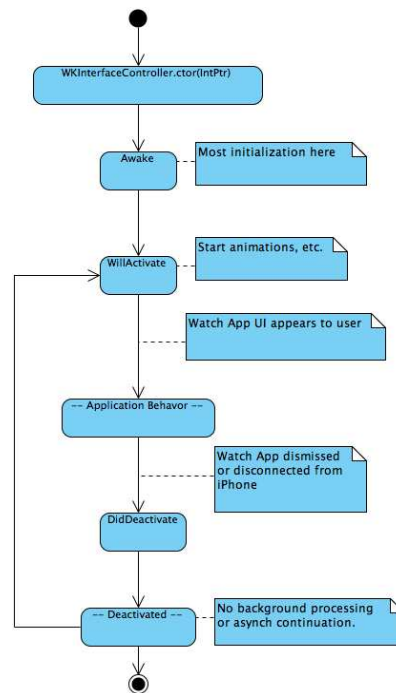 WKInterfaceController.ctor(IntPtr)
Awake
Most initialization here
WillActivate
Start animations, etc.
Watch App UI appears to user
-- Application Behavor --
Watch App dismissed
or disconnected from
iPhone
DidDeactivate
-- Deactivated --
No background processing
or asynch continuation.